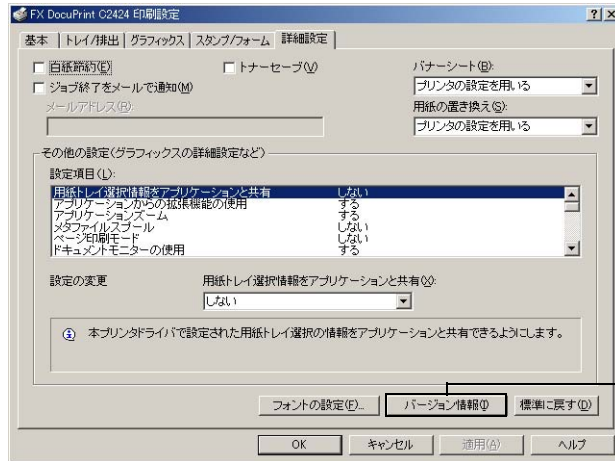 FX DocuPrint C2424 印刷設定
基本 トレイ/排出 グラフィックス スタンプ/フォーム 詳細設定
白紙節約(E) トナーセーブ(V) バナーシート(B):
ジョブ終了をメールで通知(M) プリンタの設定を用いる
メールアドレス(R): 用紙の置き換え(S):
プリンタの設定を用いる
その他の設定(グラフィックスの詳細設定など)
設定項目(L):
用紙トレイ選択情報をアプリケーションと共有 しない
アプリケーションからの拡張機能の使用 する
アプリケーションズーム する
メタファイルスプール しない
ページ印刷モード しない
ドキュメントモニターの使用 する
設定の変更 用紙トレイ選択情報をアプリケーションと共有(X):
しない
本プリンタドライバで設定された用紙トレイ選択の情報をアプリケーションと共有できるようにします。
フォントの設定(F)... バージョン情報(I) 標準に戻す(D)
OK キャンセル 適用(A) ヘルプ